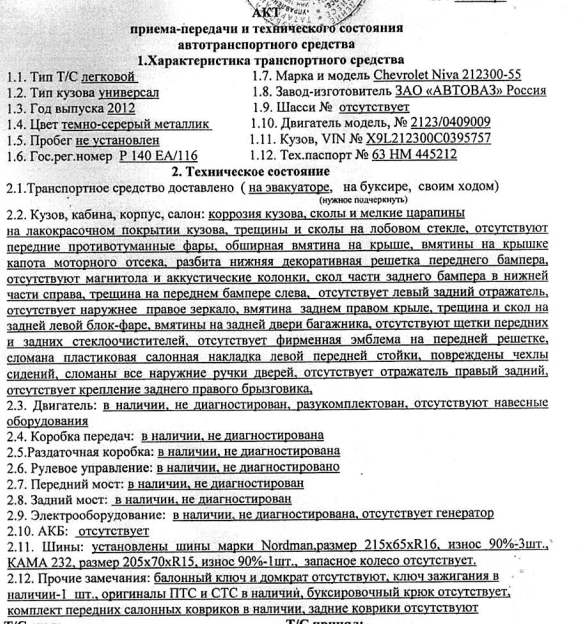 АКТ
приема-передачи и технического состояния
автотранспортного средства
1.Характеристика транспортного средства
1.1. Тип Т/С легковой
1.2. Тип кузова универсал
1.3. Год выпуска 2012
1.4. Цвет темно-серерый металлик
1.5. Пробег не установлен
1.6. Гос.рег.номер Р 140 ЕА/116
1.7. Марка и модель Chevrolet Niva 212300-55
1.8. Завод-изготовитель ЗАО «АВТОВАЗ» Россия
1.9. Шасси № отсутствует
1.10. Двигатель модель, № 2123/0409009
1.11. Кузов, VIN № X9L212300C0395757
1.12. Тех.паспорт № 63 НМ 445212
2. Техническое состояние
2.1.Транспортное средство доставлено ( на эвакуаторе, на буксире, своим ходом)
(нужное подчеркнуть)
2.2. Кузов, кабина, корпус, салон: коррозия кузова, сколы и мелкие царапины
на лакокрасочном покрытии кузова, трещины и сколы на лобовом стекле, отсутствуют
передние противотуманные фары, обширная вмятина на крыше, вмятины на крышке
капота моторного отсека, разбита нижняя декоративная решетка переднего бампера,
отсутствуют магнитола и аккустические колонки, скол части заднего бампера в нижней
части справа, трещина на переднем бампере слева, отсутствует левый задний отражатель,
отсутствует наружнее правое зеркало, вмятина заднем правом крыле, трещина и скол на
задней левой блок-фаре, вмятины на задней двери багажника, отсутствуют щетки передних
и задних стеклоочистителей, отсутствует фирменная эмблема на передней решетке,
сломана пластиковая салонная накладка левой передней стойки, повреждены чехлы
сидений, сломаны все наружние ручки дверей, отсутствует отражатель правый задний,
отсутствует крепление заднего правого брызговика,
2.3. Двигатель: в наличии, не диагностирован, разукомплектован, отсутствуют навесные
оборудования
2.4. Коробка передач: в наличии, не диагностирована
2.5.Раздаточная коробка: в наличии, не диагностирована
2.6. Рулевое управление: в наличии, не диагностировано
2.7. Передний мост: в наличии, не диагностирован
2.8. Задний мост: в наличии, не диагностирован
2.9. Электрооборудование: в наличии, не диагностирована, отсутствует генератор
2.10. АКБ: отсутствует
2.11. Шины: установлены шины марки Nordman,размер 215х65хR16, износ 90%-3шт.,
КАМА 232, размер 205х70хR15, износ 90%-1шт., запасное колесо отсутствует.
2.12. Прочие замечания: балонный ключ и домкрат отсутствуют, ключ зажигания в
наличии-1 шт., оригиналы ПТС и СТС в наличий, буксировочный крюк отсутствует,
комплект передних салонных ковриков в наличии, задние коврики отсутствуют